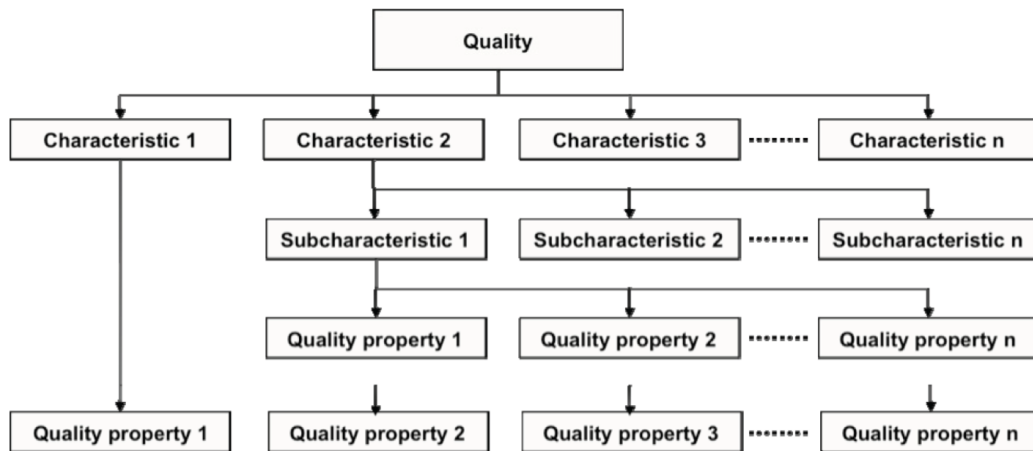 Quality
Characteristic 1
Characteristic 2
Characteristic 3
Characteristic n
Subcharacteristic 1
Subcharacteristic 2
Subcharacteristic n
Quality property 1
Quality property 2
Quality property n
Quality property 1
Quality property 2
Quality property 3
Quality property n